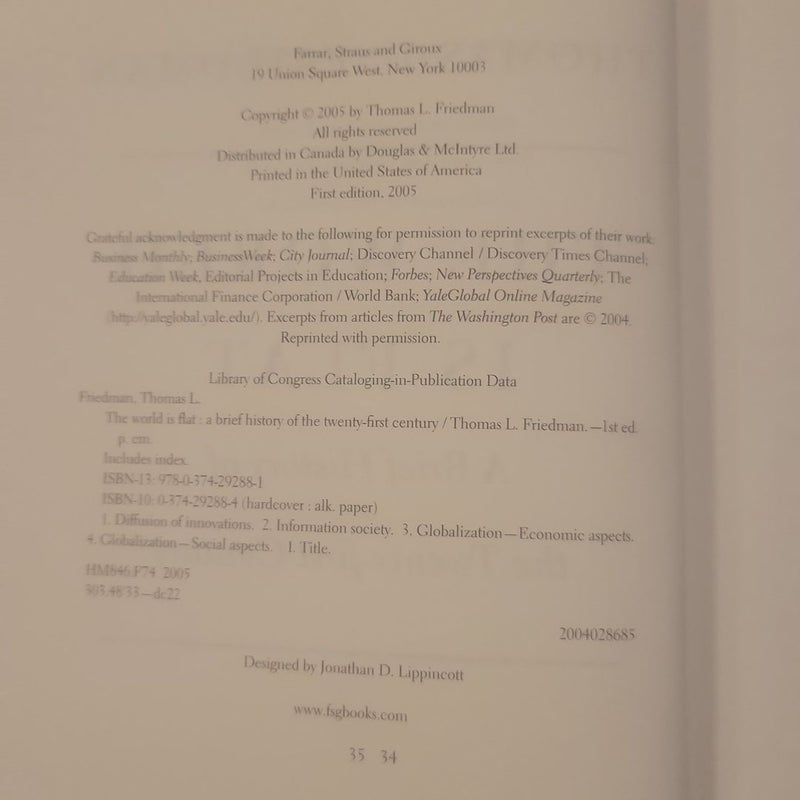 Farrar, Straus and Giroux
19 Union Square West, New York 10003
Copyright © 2005 by Thomas L. Friedman
All rights reserved
Distributed in Canada by Douglas & McIntyre Ltd.
Printed in the United States of America
First edition, 2005
Grateful acknowledgment is made to the following for permission to reprint excerpts of their work:
Business Monthly; BusinessWeek; City Journal; Discovery Channel / Discovery Times Channel;
Education Week, Editorial Projects in Education; Forbes; New Perspectives Quarterly; The
International Finance Corporation / World Bank; YaleGlobal Online Magazine
http://yaleglobal.yale.edu/). Excerpts from articles from The Washington Post are © 2004.
Reprinted with permission.
Library of Congress Cataloging-in-Publication Data
Friedman, Thomas L.
The world is flat : a brief history of the twenty-first century / Thomas L. Friedman.—1st ed.
p. cm.
Includes index.
ISBN-13: 978-0-374-29288-1
ISBN-10: 0-374-29288-4 (hardcover : alk. paper)
1. Diffusion of innovations. 2. Information society. 3. Globalization—Economic aspects.
4. Globalization—Social aspects. I. Title.
HM846.F74 2005
303.48'33—dc22
2004028685
Designed by Jonathan D. Lippincott
www.fsgbooks.com
35 34